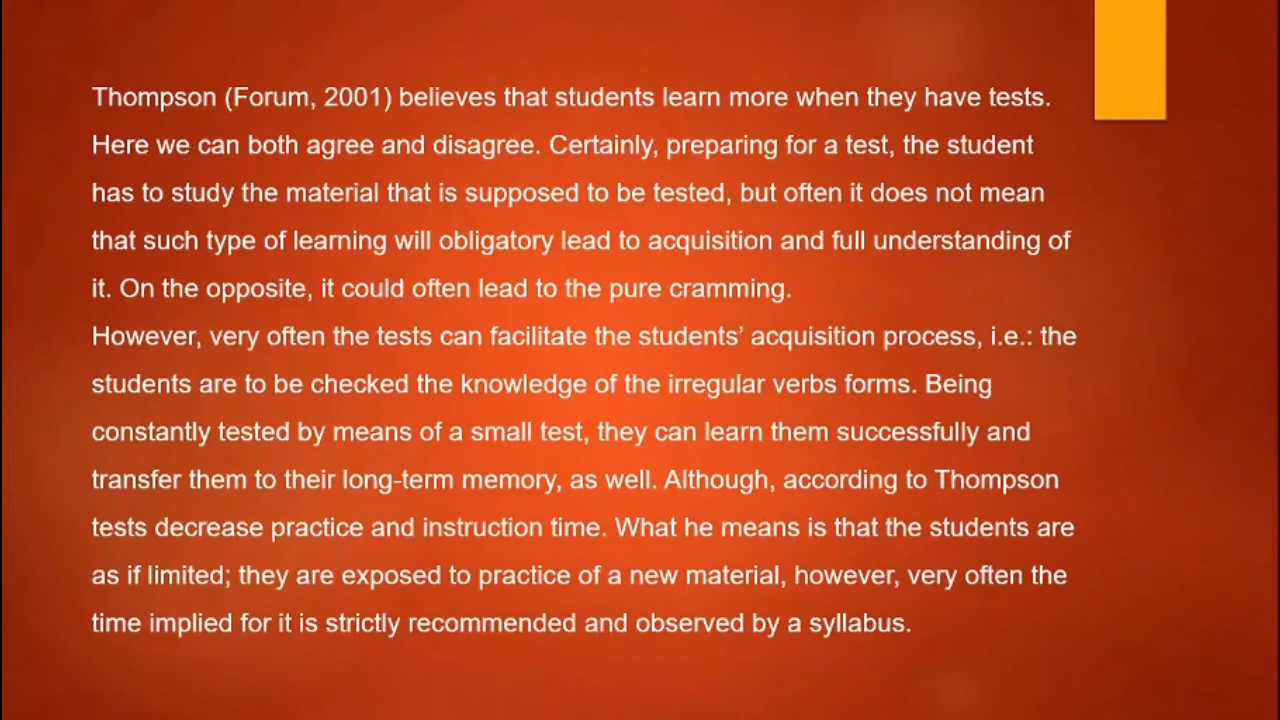 Thompson (Forum, 2001) believes that students learn more when they have tests.
Here we can both agree and disagree. Certainly, preparing for a test, the student
has to study the material that is supposed to be tested, but often it does not mean
that such type of learning will obligatory lead to acquisition and full understanding of
it. On the opposite, it could often lead to the pure cramming.
However, very often the tests can facilitate the students’ acquisition process, i.e.: the
students are to be checked the knowledge of the irregular verbs forms. Being
constantly tested by means of a small test, they can learn them successfully and
transfer them to their long-term memory, as well. Although, according to Thompson
tests decrease practice and instruction time. What he means is that the students are
as if limited; they are exposed to practice of a new material, however, very often the
time implied for it is strictly recommended and observed by a syllabus.